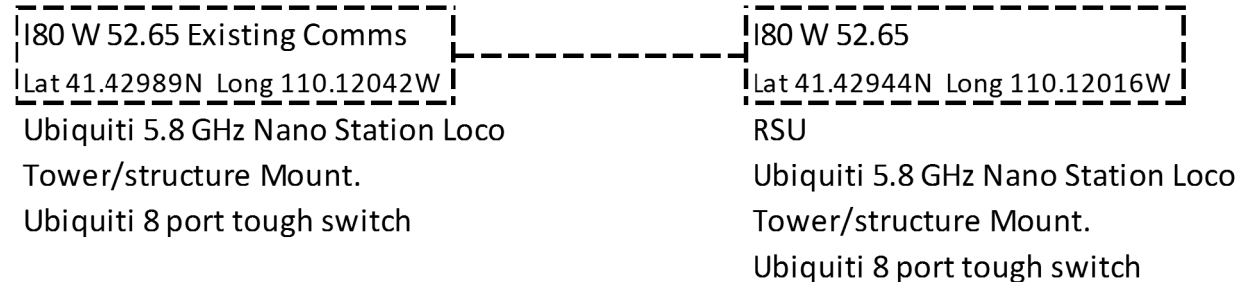 I80 W 52.65 Existing Comms
Lat 41.42989N Long 110.12042W
Ubiquiti 5.8 GHz Nano Station Loco
Tower/structure Mount.
Ubiquiti 8 port tough switch
I80 W 52.65
Lat 41.42944N Long 110.12016W
RSU
Ubiquiti 5.8 GHz Nano Station Loco
Tower/structure Mount.
Ubiquiti 8 port tough switch